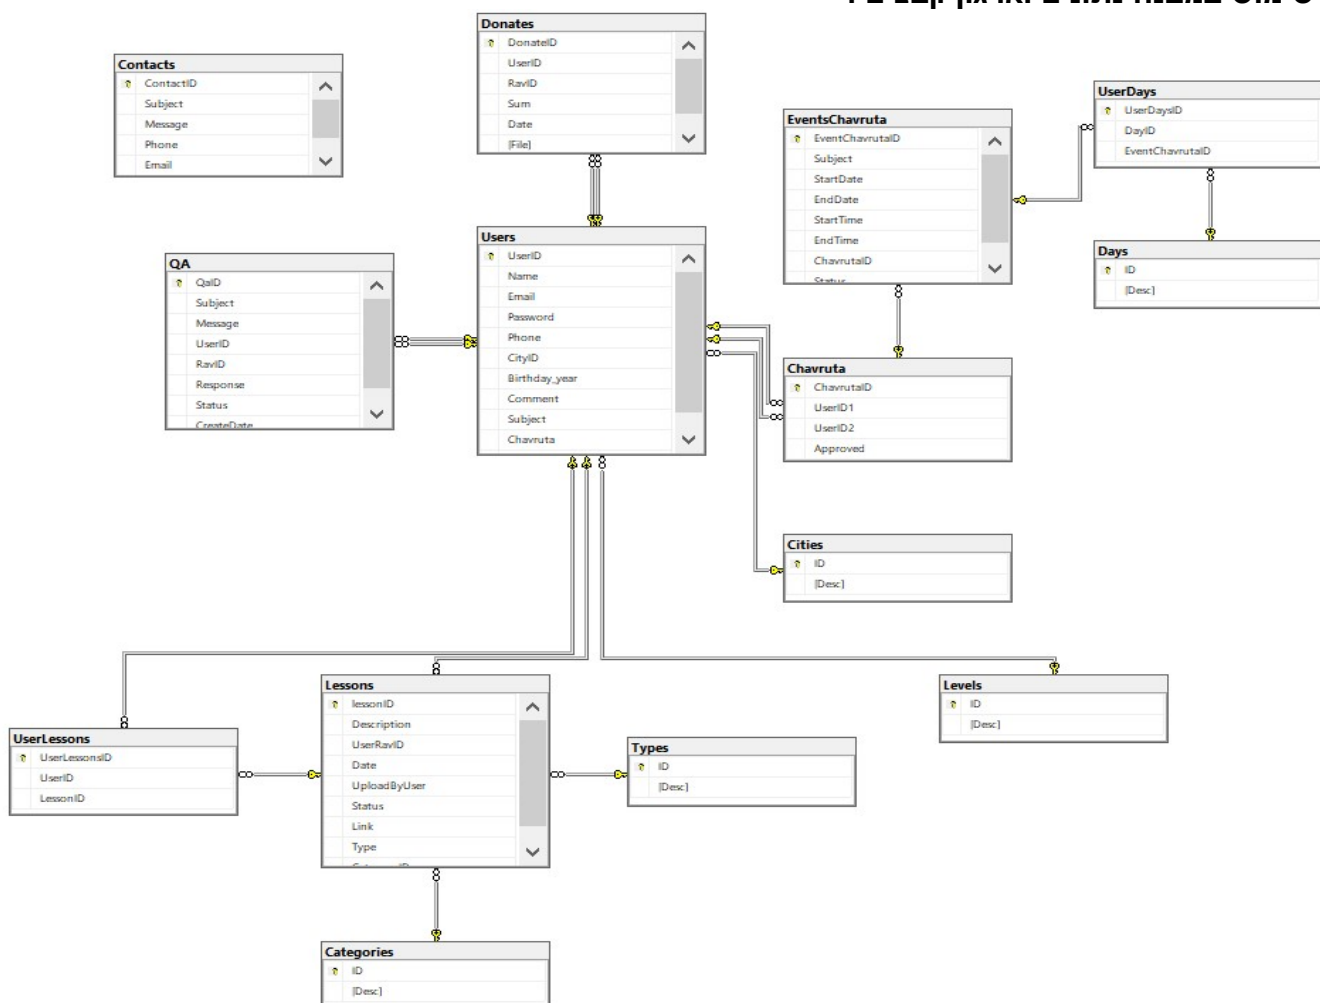 Donates
DonateID
UserID
RavID
Sum
Date
[File]
Contacts
ContactID
Subject
Message
Phone
Email
UserDays
UserDaysID
DayID
EventChavrutaID
EventsChavruta
EventChavrutaID
Subject
StartDate
EndDate
StartTime
EndTime
ChavrutaID
Status
Users
UserID
Name
Email
Password
Phone
CityID
Birthday_year
Comment
Subject
Chavruta
Days
ID
[Desc]
QA
QaID
Subject
Message
UserID
RavID
Response
Status
CreateDate
Chavruta
ChavrutaID
UserID1
UserID2
Approved
Cities
ID
[Desc]
Lessons
lessonID
Description
UserRavID
Date
UploadByUser
Status
Link
Type
Levels
ID
[Desc]
UserLessons
UserLessonsID
UserID
LessonID
Types
ID
[Desc]
Categories
ID
[Desc]